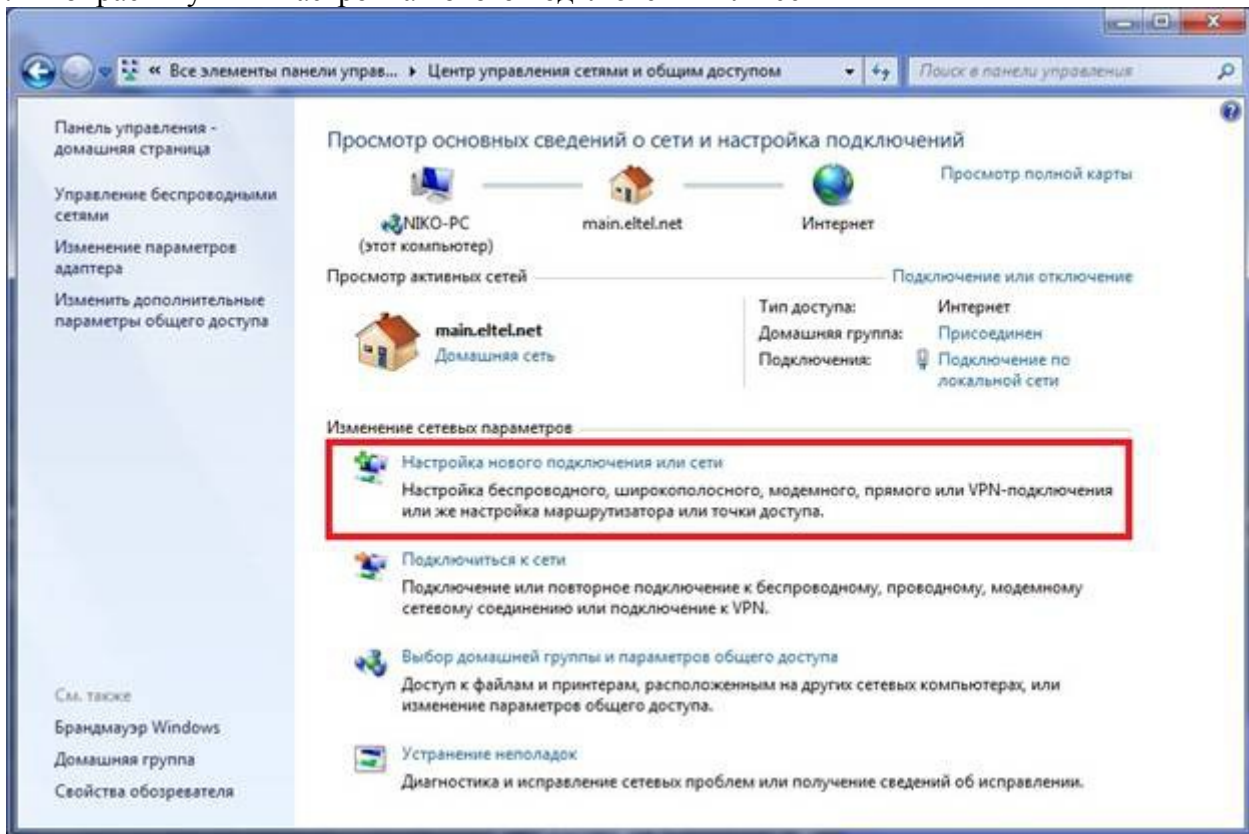 « Все элементы панели управ... ▸ Центр управления сетями и общим доступом
Поиск в панели управления
Панель управления -
домашняя страница
Управление беспроводными
сетями
Изменение параметров
адаптера
Изменить дополнительные
параметры общего доступа
См. также
Брандмауэр Windows
Домашняя группа
Свойства обозревателя
Просмотр основных сведений о сети и настройка подключений
Просмотр полной карты
NIKO-PC
(этот компьютер)
main.eltel.net
Интернет
Просмотр активных сетей
Подключение или отключение
main.eltel.net
Домашняя сеть
Тип доступа: Интернет
Домашняя группа: Присоединен
Подключения: Подключение по
локальной сети
Изменение сетевых параметров
Настройка нового подключения или сети
Настройка беспроводного, широкополосного, модемного, прямого или VPN-подключения
или же настройка маршрутизатора или точки доступа.
Подключиться к сети
Подключение или повторное подключение к беспроводному, проводному, модемному
сетевому соединению или подключение к VPN.
Выбор домашней группы и параметров общего доступа
Доступ к файлам и принтерам, расположенным на других сетевых компьютерах, или
изменение параметров общего доступа.
Устранение неполадок
Диагностика и исправление сетевых проблем или получение сведений об исправлении.